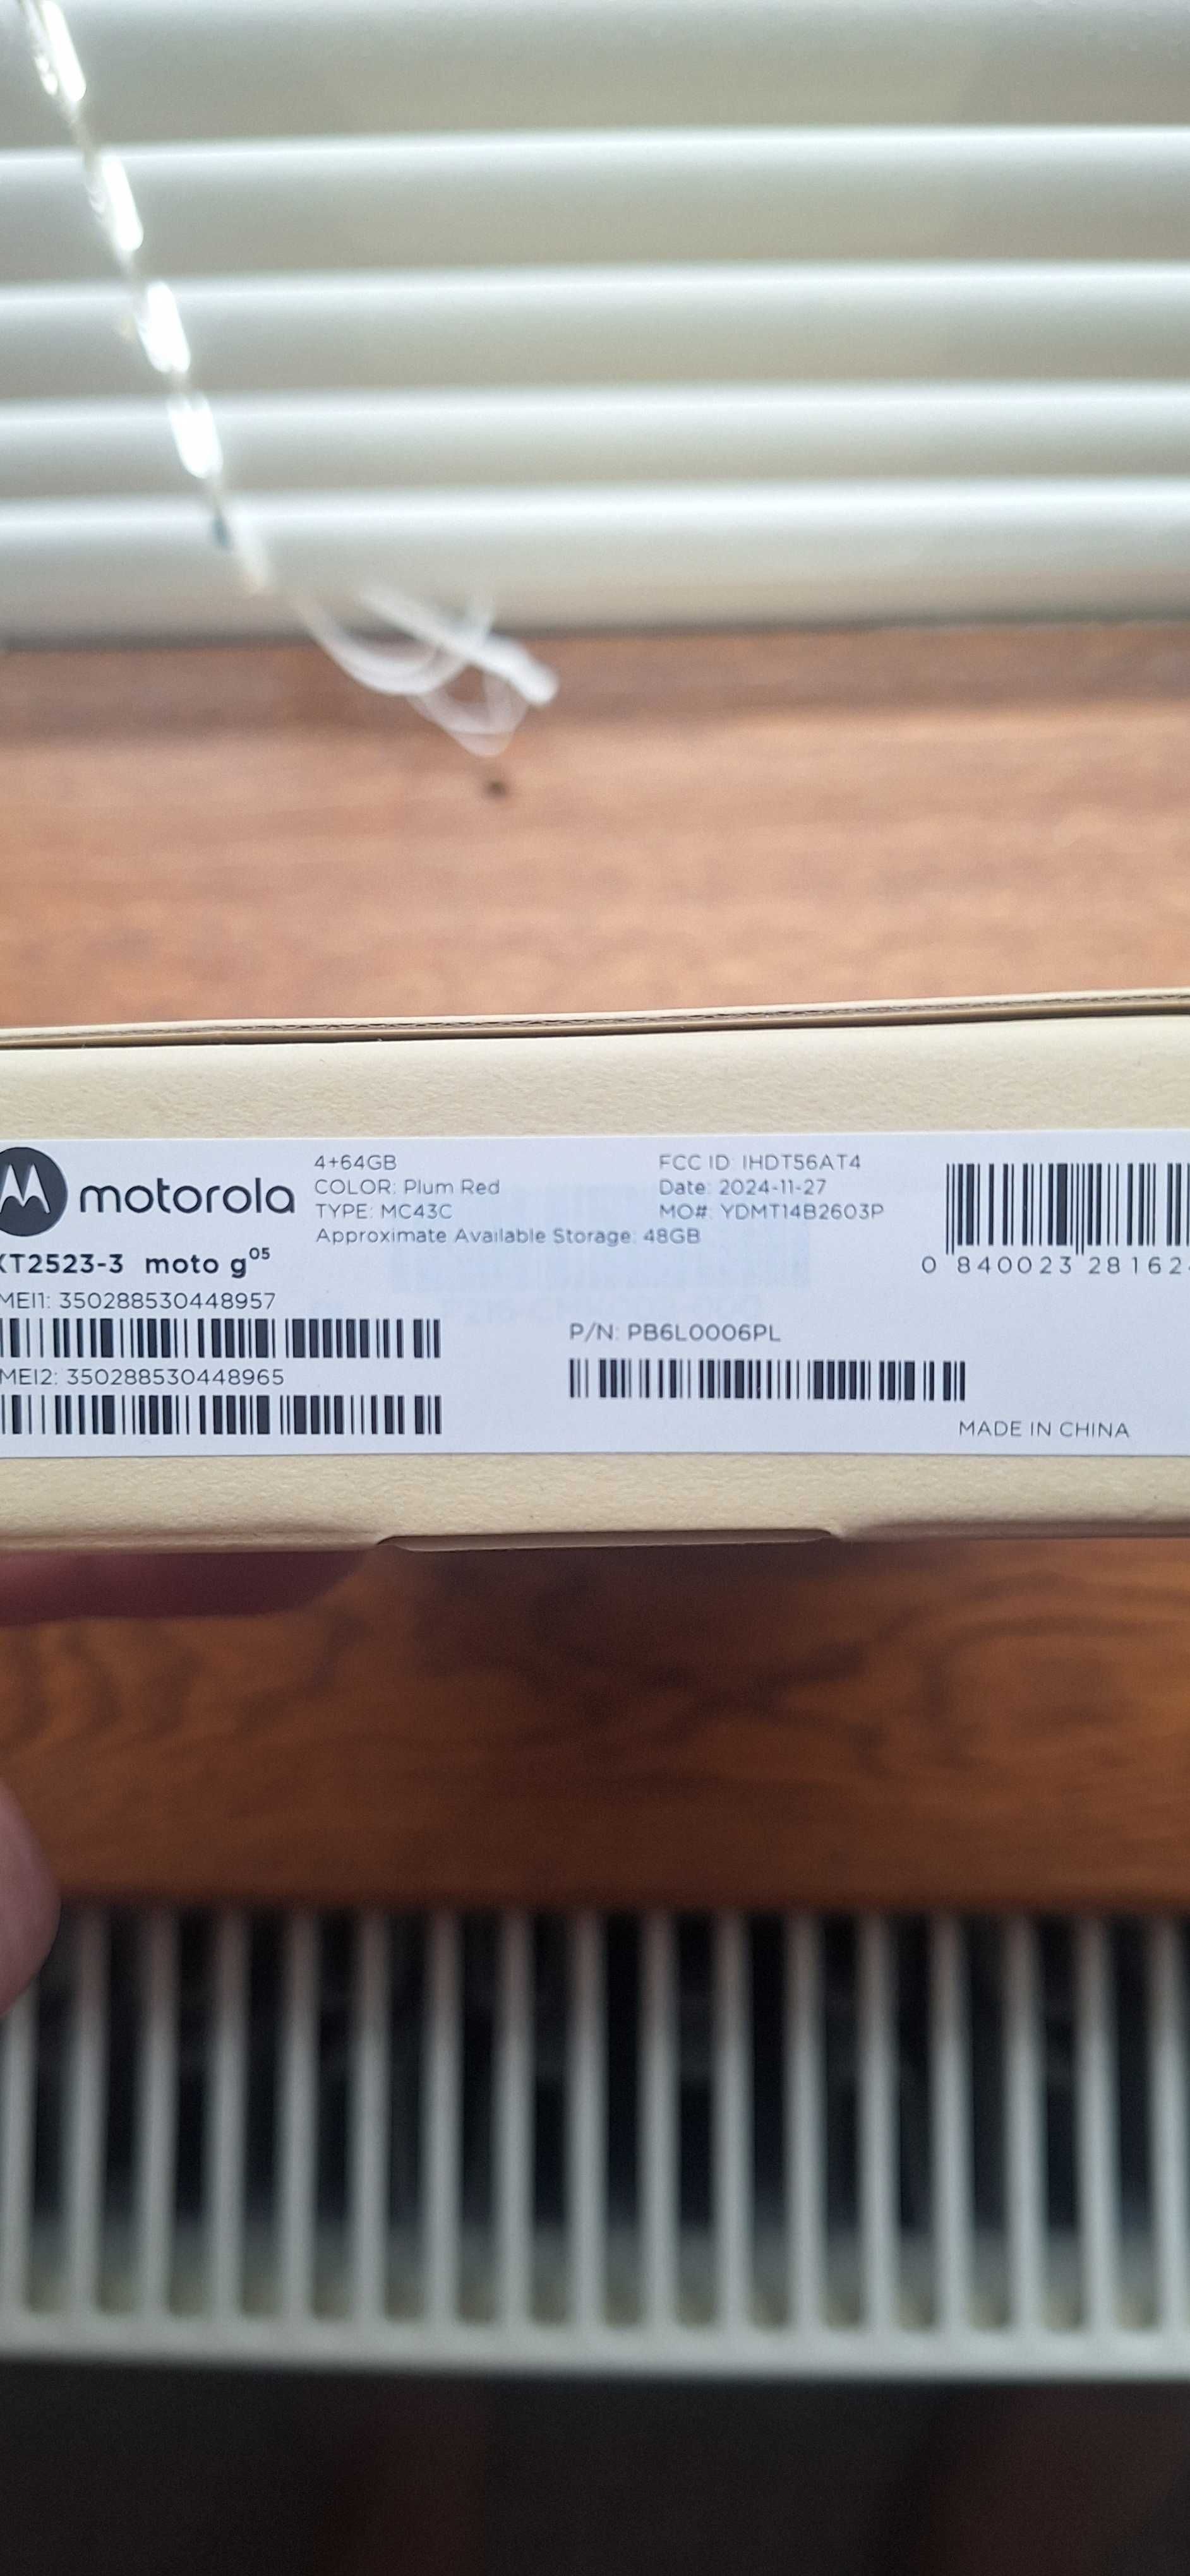 motorola
XT2523-3 moto g05
4+64GB
COLOR: Plum Red
TYPE: MC43C
Approximate Available Storage: 48GB
FCC ID: IHDT56AT4
Date: 2024-11-27
MO#: YDMT14B2603P
0 840023 28162
MEI1: 350288530448957
MEI2: 350288530448965
P/N: PB6L0006PL
MADE IN CHINA